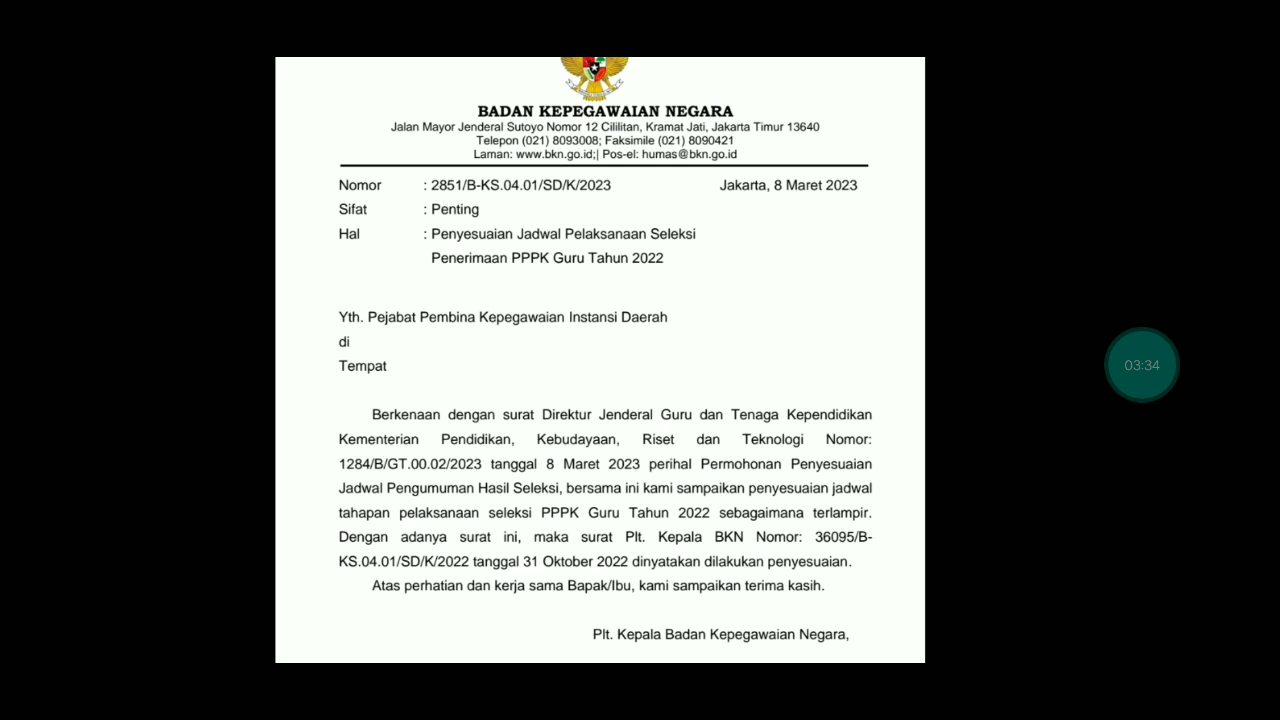 BADAN KEPEGAWAIAN NEGARA
Jalan Mayor Jenderal Sutoyo Nomor 12 Cililitan, Kramat Jati, Jakarta Timur 13640
Telepon (021) 8093008; Faksimile (021) 8090421
Laman: www.bkn.go.id;| Pos-el: humas@bkn.go.id
Nomor : 2851/B-KS.04.01/SD/K/2023 Jakarta, 8 Maret 2023
Sifat : Penting
Hal : Penyesuaian Jadwal Pelaksanaan Seleksi
Penerimaan PPPK Guru Tahun 2022
Yth. Pejabat Pembina Kepegawaian Instansi Daerah
di
Tempat
Berkenaan dengan surat Direktur Jenderal Guru dan Tenaga Kependidikan
Kementerian Pendidikan, Kebudayaan, Riset dan Teknologi Nomor:
1284/B/GT.00.02/2023 tanggal 8 Maret 2023 perihal Permohonan Penyesuaian
Jadwal Pengumuman Hasil Seleksi, bersama ini kami sampaikan penyesuaian jadwal
tahapan pelaksanaan seleksi PPPK Guru Tahun 2022 sebagaimana terlampir.
Dengan adanya surat ini, maka surat Plt. Kepala BKN Nomor: 36095/B-
KS.04.01/SD/K/2022 tanggal 31 Oktober 2022 dinyatakan dilakukan penyesuaian.
Atas perhatian dan kerja sama Bapak/Ibu, kami sampaikan terima kasih.
Plt. Kepala Badan Kepegawaian Negara,
03:34